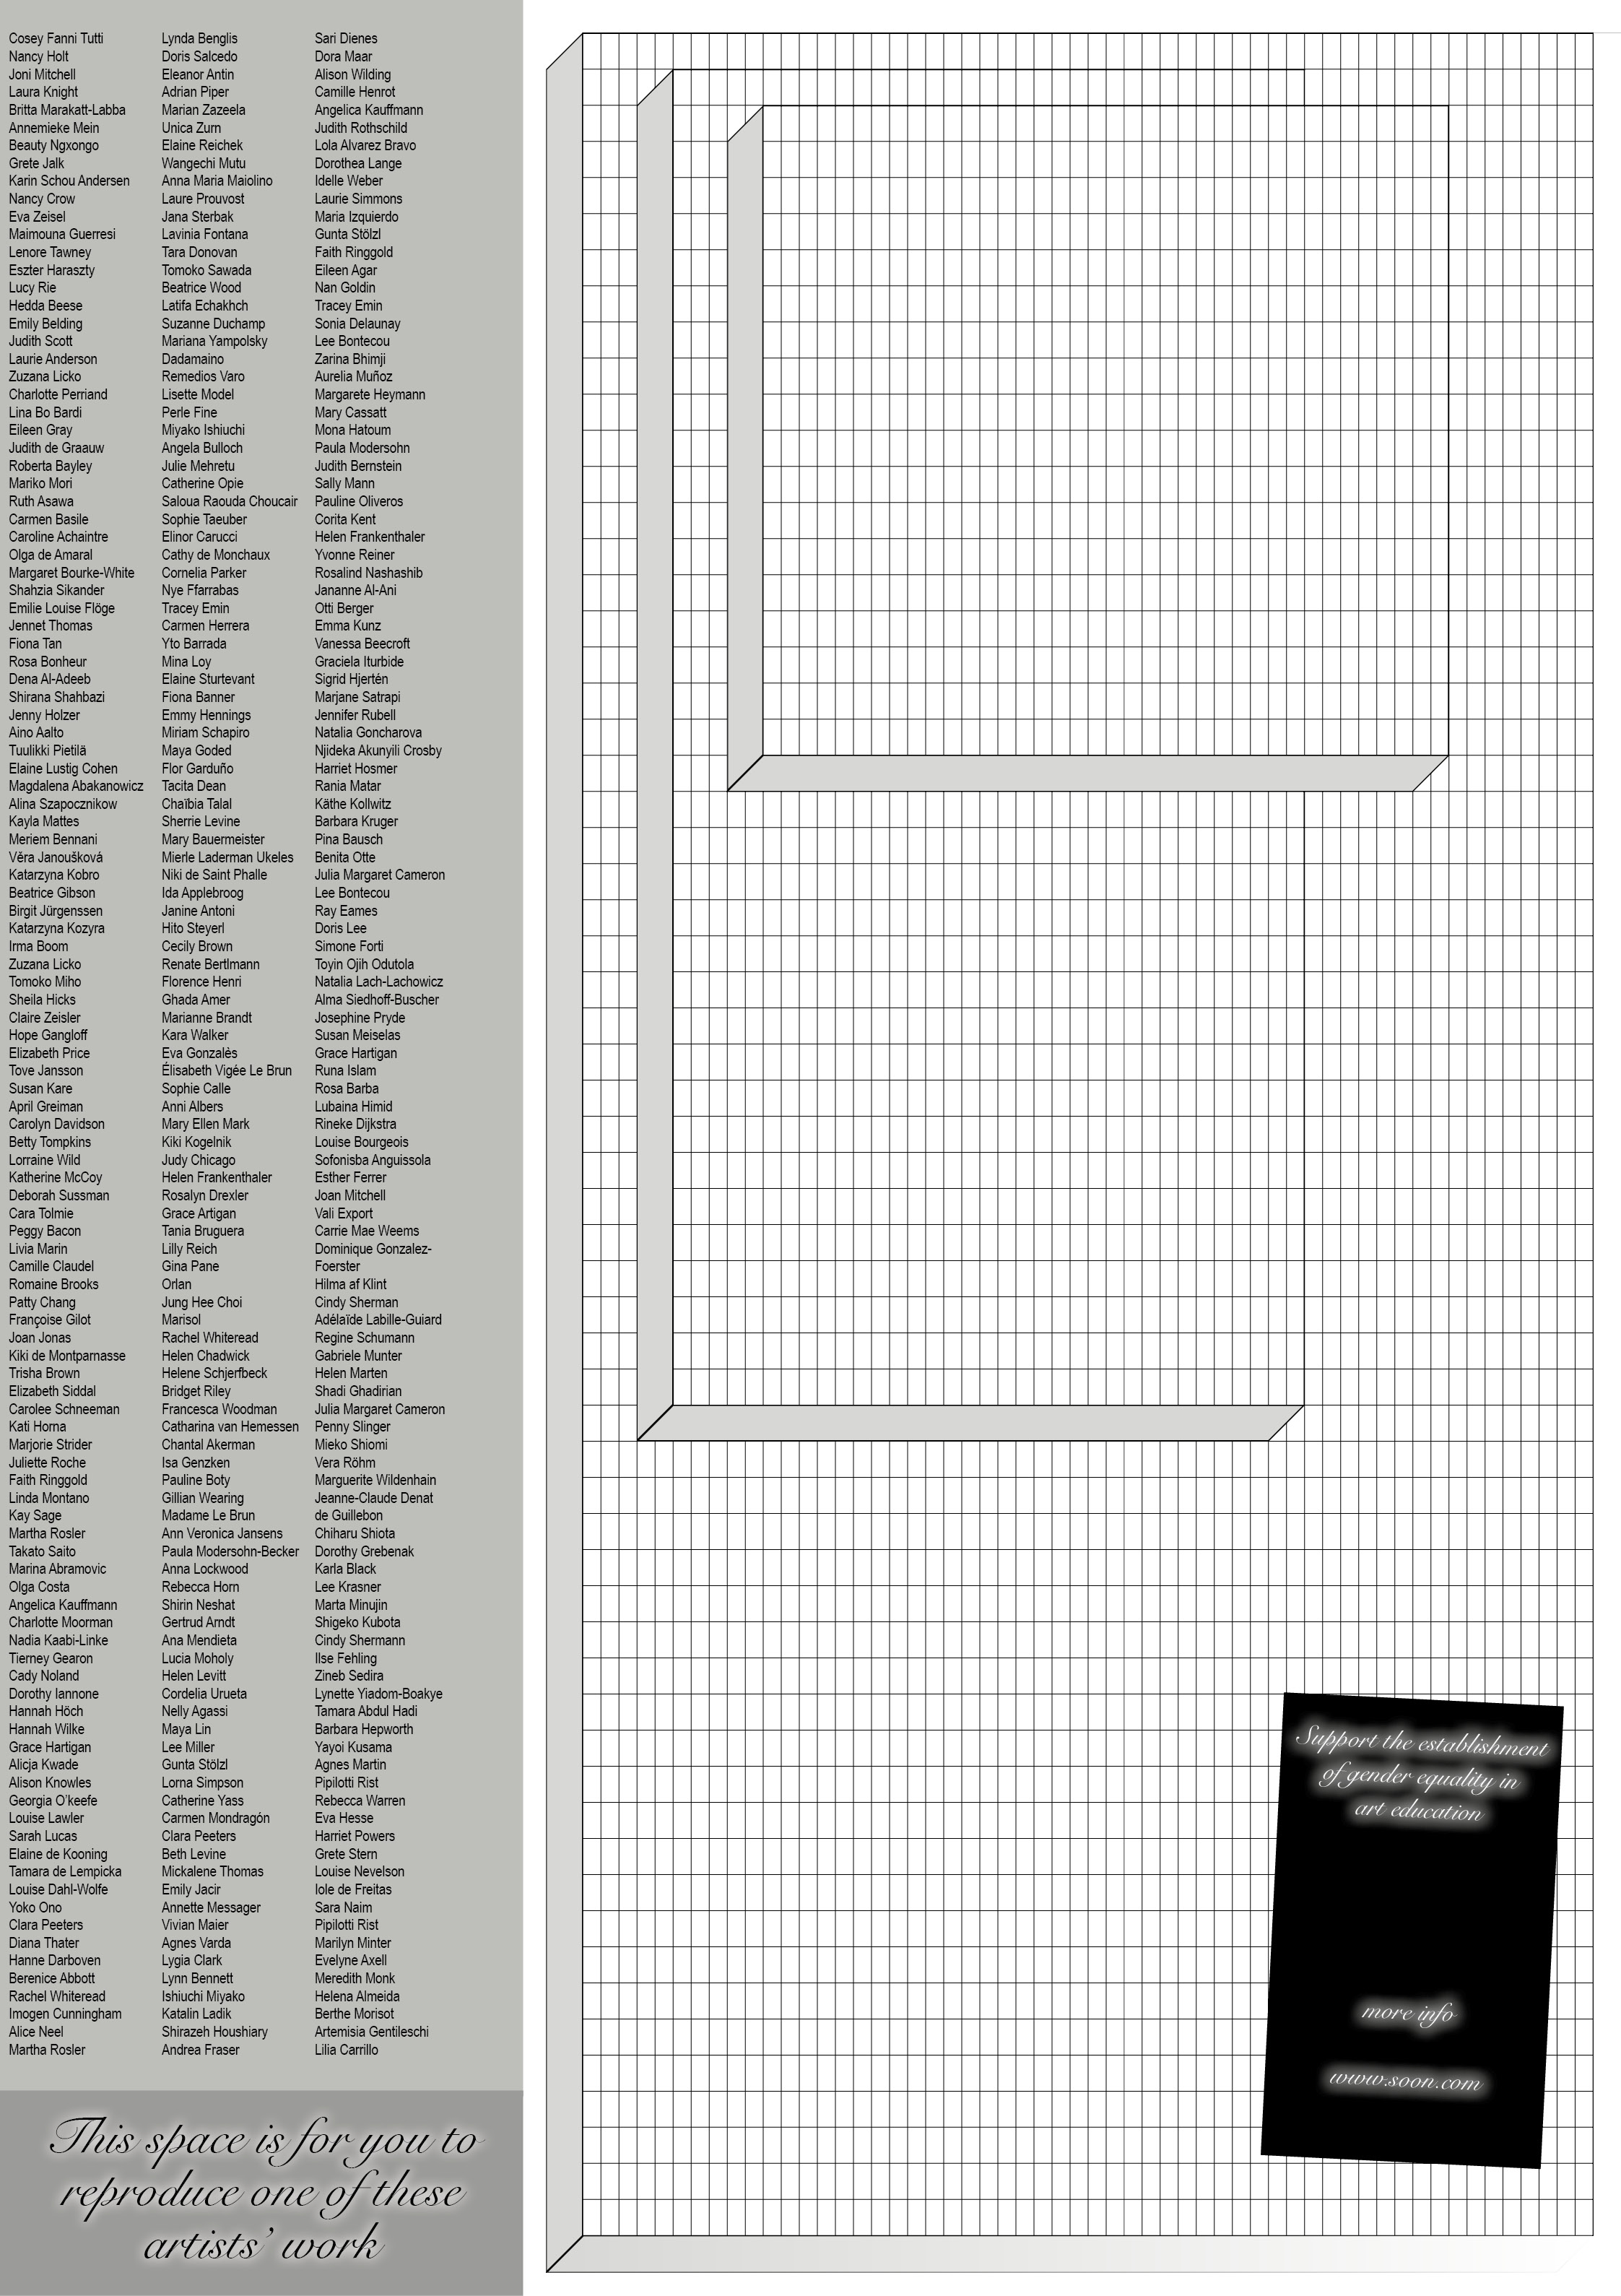 Cosey Fanni Tutti
Nancy Holt
Joni Mitchell
Laura Knight
Britta Marakatt-Labba
Annemieke Mein
Beauty Ngxongo
Grete Jalk
Karin Schou Andersen
Nancy Crow
Eva Zeisel
Maimouna Guerresi
Lenore Tawney
Eszter Haraszty
Lucy Rie
Hedda Beese
Emily Belding
Judith Scott
Laurie Anderson
Zuzana Licko
Charlotte Perriand
Lina Bo Bardi
Eileen Gray
Judith de Graauw
Roberta Bayley
Mariko Mori
Ruth Asawa
Carmen Basile
Caroline Achaintre
Olga de Amaral
Margaret Bourke-White
Shahzia Sikander
Emilie Louise Flöge
Jennet Thomas
Fiona Tan
Rosa Bonheur
Dena Al-Adeeb
Shirana Shahbazi
Jenny Holzer
Aino Aalto
Tuulikki Pietilä
Elaine Lustig Cohen
Magdalena Abakanowicz
Alina Szapocznikow
Kayla Mattes
Meriem Bennani
Věra Janoušková
Katarzyna Kobro
Beatrice Gibson
Birgit Jürgenssen
Katarzyna Kozyra
Irma Boom
Zuzana Licko
Tomoko Miho
Sheila Hicks
Claire Zeisler
Hope Gangloff
Elizabeth Price
Tove Jansson
Susan Kare
April Greiman
Carolyn Davidson
Betty Tompkins
Lorraine Wild
Katherine McCoy
Deborah Sussman
Cara Tolmie
Peggy Bacon
Livia Marin
Camille Claudel
Romaine Brooks
Patty Chang
Françoise Gilot
Joan Jonas
Kiki de Montparnasse
Trisha Brown
Elizabeth Siddal
Carolee Schneeman
Kati Horna
Marjorie Strider
Juliette Roche
Faith Ringgold
Linda Montano
Kay Sage
Martha Rosler
Takato Saito
Marina Abramovic
Olga Costa
Angelica Kauffmann
Charlotte Moorman
Nadia Kaabi-Linke
Tierney Gearon
Cady Noland
Dorothy Iannone
Hannah Höch
Hannah Wilke
Grace Hartigan
Alicja Kwade
Alison Knowles
Georgia O'keefe
Louise Lawler
Sarah Lucas
Elaine de Kooning
Tamara de Lempicka
Louise Dahl-Wolfe
Yoko Ono
Clara Peeters
Diana Thater
Hanne Darboven
Berenice Abbott
Rachel Whiteread
Imogen Cunningham
Alice Neel
Martha Rosler
Lynda Benglis
Doris Salcedo
Eleanor Antin
Adrian Piper
Marian Zazeela
Unica Zurn
Elaine Reichek
Wangechi Mutu
Anna Maria Maiolino
Laure Prouvost
Jana Sterbak
Lavinia Fontana
Tara Donovan
Tomoko Sawada
Beatrice Wood
Latifa Echakhch
Suzanne Duchamp
Mariana Yampolsky
Dadamaino
Remedios Varo
Lisette Model
Perle Fine
Miyako Ishiuchi
Angela Bulloch
Julie Mehretu
Catherine Opie
Saloua Raouda Choucair
Sophie Taeuber
Elinor Carucci
Cathy de Monchaux
Cornelia Parker
Nye Ffarrabas
Tracey Emin
Carmen Herrera
Yto Barrada
Mina Loy
Elaine Sturtevant
Fiona Banner
Emmy Hennings
Miriam Schapiro
Maya Goded
Flor Garduño
Tacita Dean
Chaïbia Talal
Sherrie Levine
Mary Bauermeister
Mierle Laderman Ukeles
Niki de Saint Phalle
Ida Applebroog
Janine Antoni
Hito Steyerl
Cecily Brown
Renate Bertlmann
Florence Henri
Ghada Amer
Marianne Brandt
Kara Walker
Eva Gonzalès
Élisabeth Vigée Le Brun
Sophie Calle
Anni Albers
Mary Ellen Mark
Kiki Kogelnik
Judy Chicago
Helen Frankenthaler
Rosalyn Drexler
Grace Artigan
Tania Bruguera
Lilly Reich
Gina Pane
Orlan
Jung Hee Choi
Marisol
Rachel Whiteread
Helen Chadwick
Helene Schjerfbeck
Bridget Riley
Francesca Woodman
Catharina van Hemessen
Chantal Akerman
Isa Genzken
Pauline Boty
Gillian Wearing
Madame Le Brun
Ann Veronica Jansens
Paula Modersohn-Becker
Anna Lockwood
Rebecca Horn
Shirin Neshat
Gertrud Arndt
Ana Mendieta
Lucia Moholy
Helen Levitt
Cordelia Urueta
Nelly Agassi
Maya Lin
Lee Miller
Gunta Stölzl
Lorna Simpson
Catherine Yass
Carmen Mondragón
Clara Peeters
Beth Levine
Mickalene Thomas
Emily Jacir
Annette Messager
Vivian Maier
Agnes Varda
Lygia Clark
Lynn Bennett
Ishiuchi Miyako
Katalin Ladik
Shirazeh Houshiary
Andrea Fraser
Sari Dienes
Dora Maar
Alison Wilding
Camille Henrot
Angelica Kauffmann
Judith Rothschild
Lola Alvarez Bravo
Dorothea Lange
Idelle Weber
Laurie Simmons
Maria Izquierdo
Gunta Stölzl
Faith Ringgold
Eileen Agar
Nan Goldin
Tracey Emin
Sonia Delaunay
Lee Bontecou
Zarina Bhimji
Aurelia Muñoz
Margarete Heymann
Mary Cassatt
Mona Hatoum
Paula Modersohn
Judith Bernstein
Sally Mann
Pauline Oliveros
Corita Kent
Helen Frankenthaler
Yvonne Reiner
Rosalind Nashashib
Jananne Al-Ani
Otti Berger
Emma Kunz
Vanessa Beecroft
Graciela Iturbide
Sigrid Hjertén
Marjane Satrapi
Jennifer Rubell
Natalia Goncharova
Njideka Akunyili Crosby
Harriet Hosmer
Rania Matar
Käthe Kollwitz
Barbara Kruger
Pina Bausch
Benita Otte
Julia Margaret Cameron
Lee Bontecou
Ray Eames
Doris Lee
Simone Forti
Toyin Ojih Odutola
Natalia Lach-Lachowicz
Alma Siedhoff-Buscher
Josephine Pryde
Susan Meiselas
Grace Hartigan
Runa Islam
Rosa Barba
Lubaina Himid
Rineke Dijkstra
Louise Bourgeois
Sofonisba Anguissola
Esther Ferrer
Joan Mitchell
Vali Export
Carrie Mae Weems
Dominique Gonzalez-
Foerster
Hilma af Klint
Cindy Sherman
Adélaïde Labille-Guiard
Regine Schumann
Gabriele Munter
Helen Marten
Shadi Ghadirian
Julia Margaret Cameron
Penny Slinger
Mieko Shiomi
Vera Röhm
Marguerite Wildenhain
Jeanne-Claude Denat
de Guillebon
Chiharu Shiota
Dorothy Grebenak
Karla Black
Lee Krasner
Marta Minujin
Shigeko Kubota
Cindy Shermann
Ilse Fehling
Zineb Sedira
Lynette Yiadom-Boakye
Tamara Abdul Hadi
Barbara Hepworth
Yayoi Kusama
Agnes Martin
Pipilotti Rist
Rebecca Warren
Eva Hesse
Harriet Powers
Grete Stern
Louise Nevelson
Iole de Freitas
Sara Naim
Pipilotti Rist
Marilyn Minter
Evelyne Axell
Meredith Monk
Helena Almeida
Berthe Morisot
Artemisia Gentileschi
Lilia Carrillo
This space is for you to
reproduce one of these
artists' work
Support the establishment
of gender equality in
art education
more info
www.soon.com